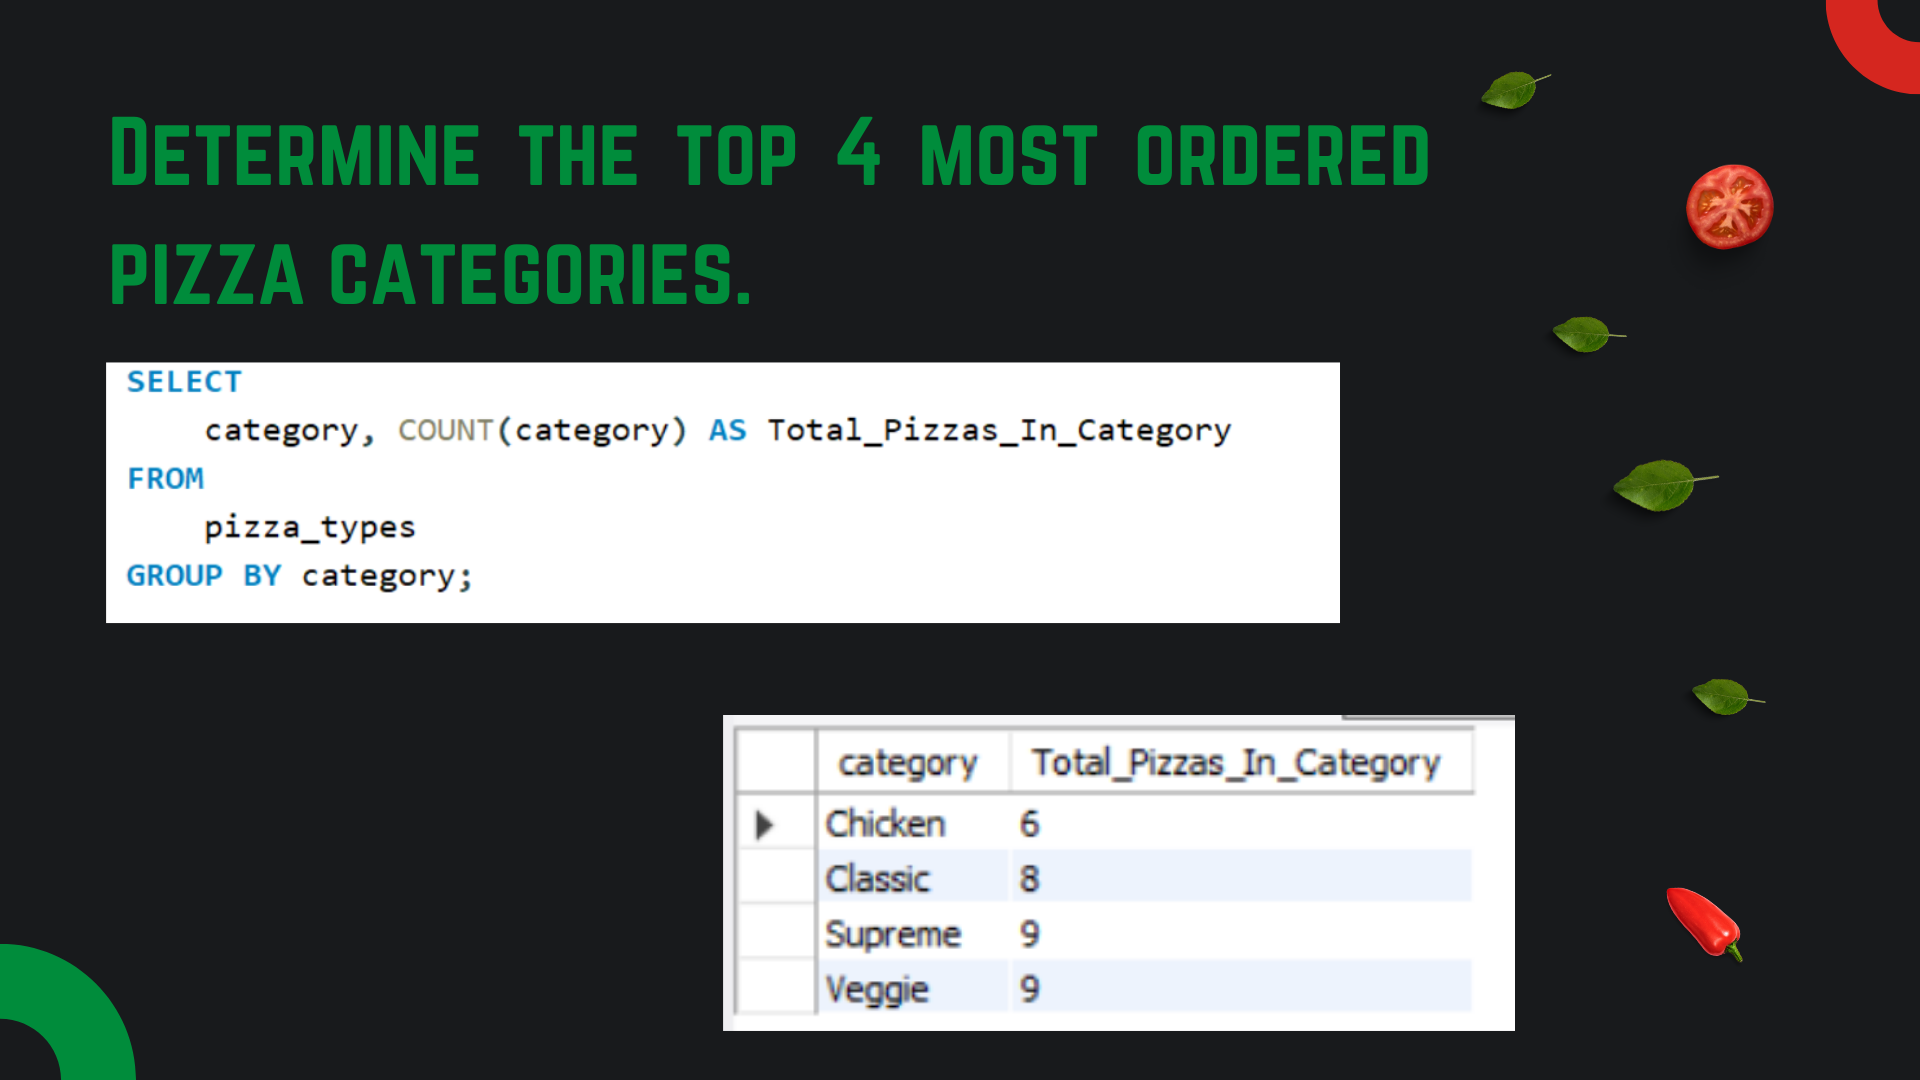 Determine the top 4 most ordered
pizza categories.
SELECT
category, COUNT(category) AS Total_Pizzas_In_Category
FROM
pizza_types
GROUP BY category;
category Total_Pizzas_In_Category
Chicken 6
Classic 8
Supreme 9
Veggie 9